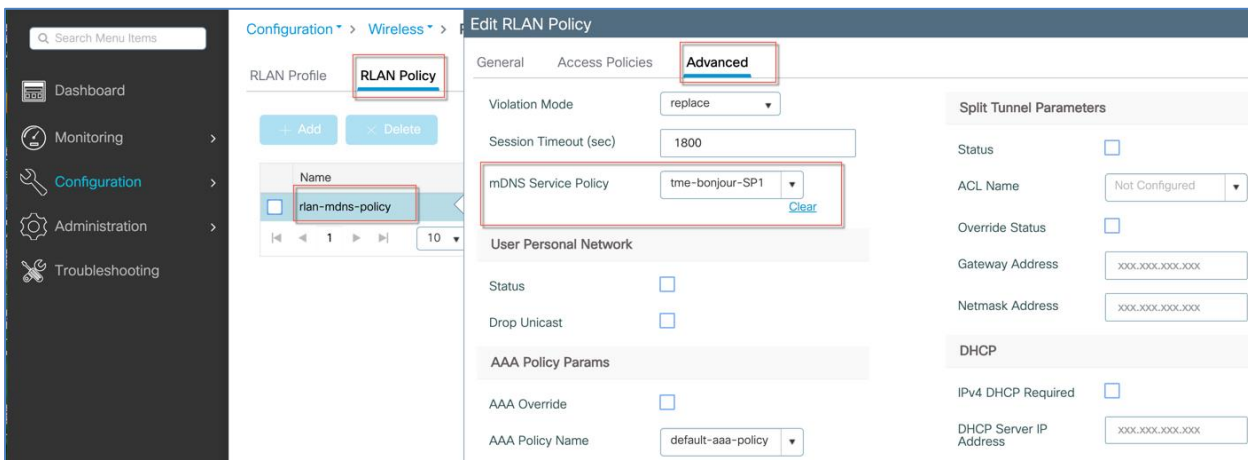 Search Menu Items
Dashboard
Monitoring
Configuration
Administration
Troubleshooting
Configuration > Wireless >
RLAN Profile RLAN Policy
+ Add × Delete
Name
rlan-mdns-policy
1 10
Edit RLAN Policy
General Access Policies Advanced
Violation Mode replace
Session Timeout (sec) 1800
mDNS Service Policy tme-bonjour-SP1
Clear
User Personal Network
Status
Drop Unicast
AAA Policy Params
AAA Override
AAA Policy Name default-aaa-policy
Split Tunnel Parameters
Status
ACL Name Not Configured
Override Status
Gateway Address xxx.xxx.xxx.xxx
Netmask Address xxx.xxx.xxx.xxx
DHCP
IPv4 DHCP Required
DHCP Server IP
Address xxx.xxx.xxx.xxx